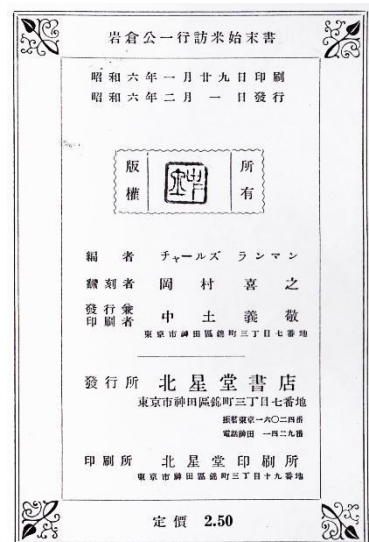 岩倉公一行訪米始末書
昭和六年一月廿九日印刷
昭和六年二月一日發行
版權
所有
編者 チャールズ ランマン
飜刻者 岡村喜之
發行兼印刷者 中土義敬
東京市神田區錦町三丁目七番地
發行所 北星堂書店
東京市神田區錦町三丁目七番地
振替東京一六〇二四番
電話神田 一四二九番
印刷所 北星堂印刷所
東京市神田區錦町三丁目十九番地
定價 2.50